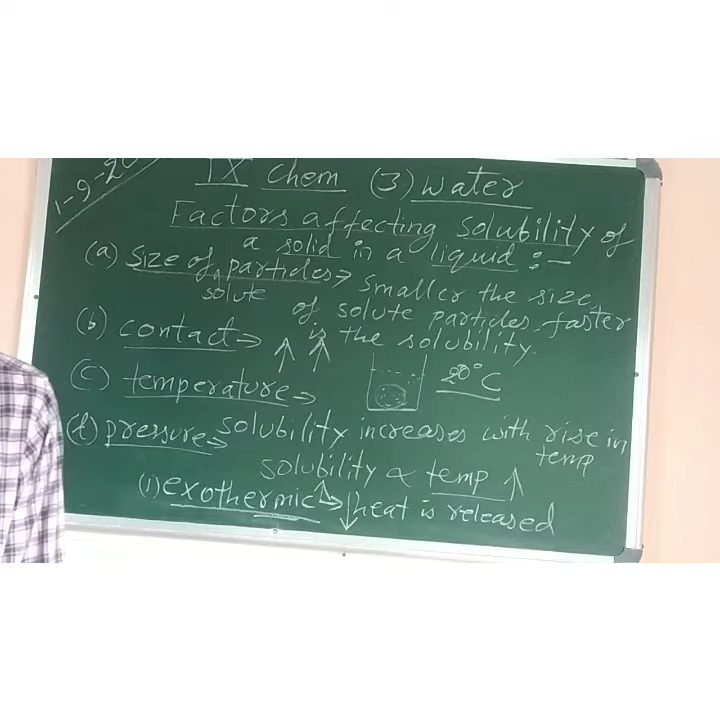 1-9-20
IX Chem (3) Water
Factors affecting solubility of
a solid in a liquid :-
(a) Size of particles → Smaller the size
solute
of solute particles, faster
is the solubility.
(b) contact →
(c) temperature → 20°C
(d) pressure → solubility increases with rise in
temp
solubility ∝ temp ↑
(1) exothermic → heat is released